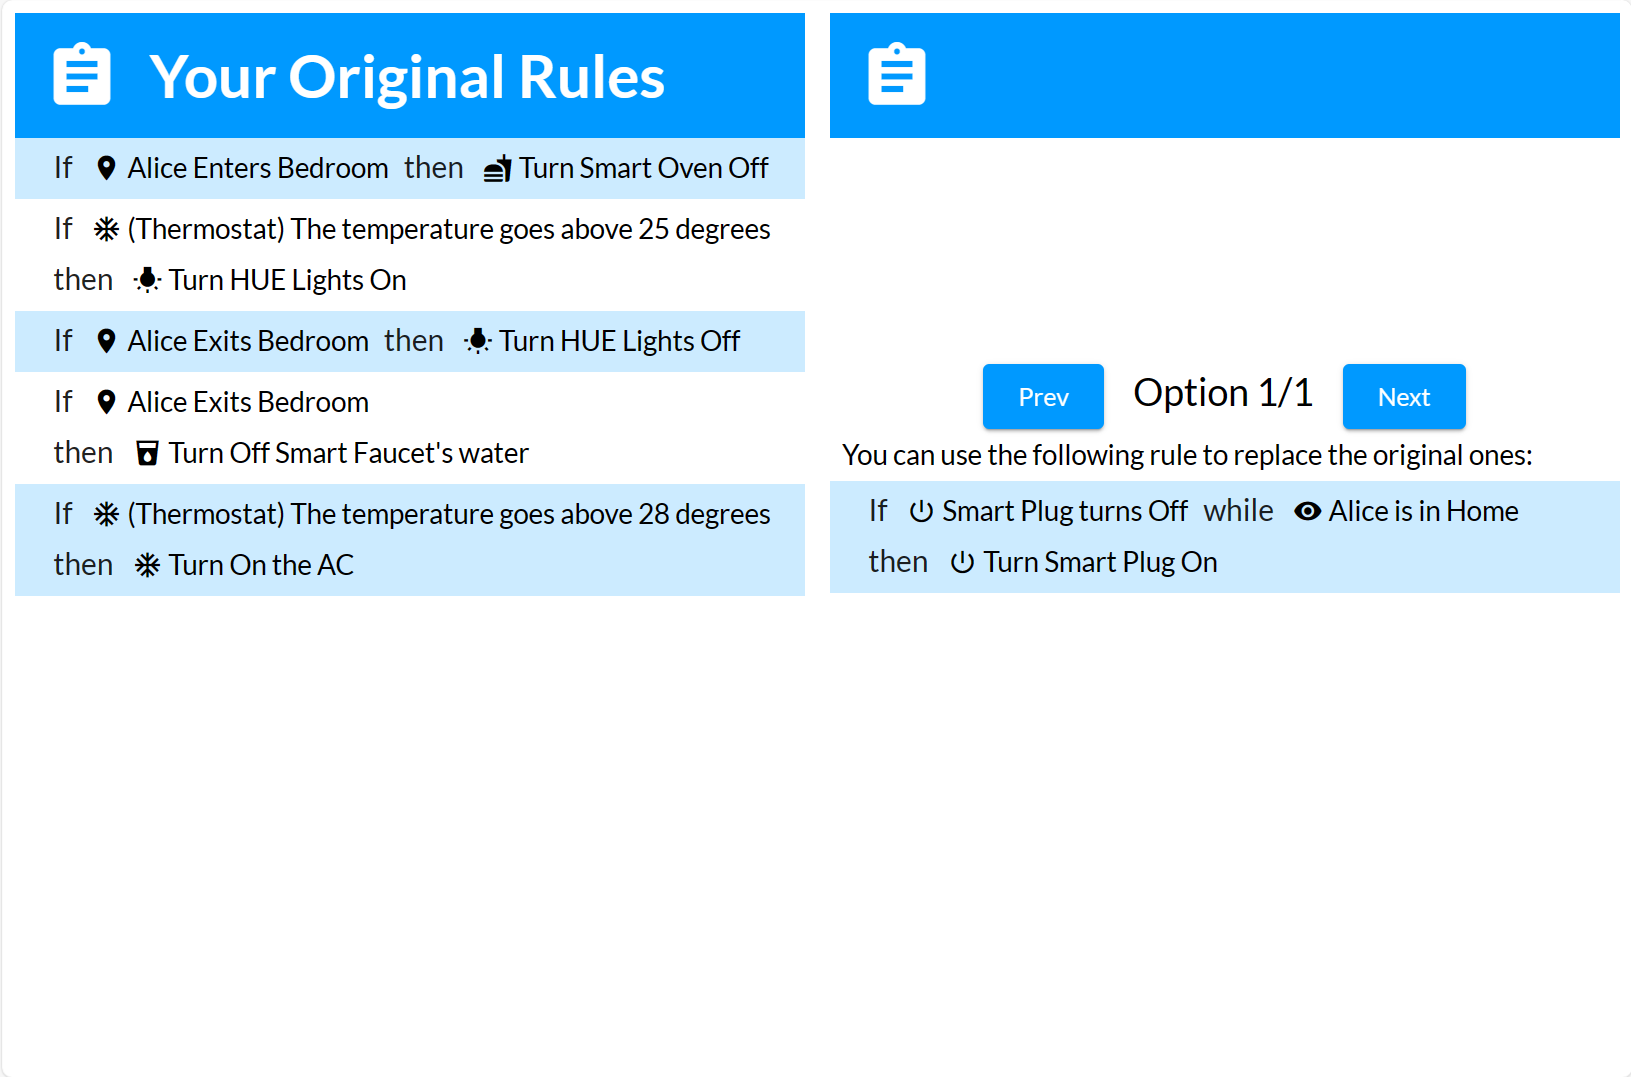 Your Original Rules
If Alice Enters Bedroom then Turn Smart Oven Off
If (Thermostat) The temperature goes above 25 degrees
then Turn HUE Lights On
If Alice Exits Bedroom then Turn HUE Lights Off
If Alice Exits Bedroom
then Turn Off Smart Faucet's water
If (Thermostat) The temperature goes above 28 degrees
then Turn On the AC
Prev Option 1/1 Next
You can use the following rule to replace the original ones:
If Smart Plug turns Off while Alice is in Home
then Turn Smart Plug On